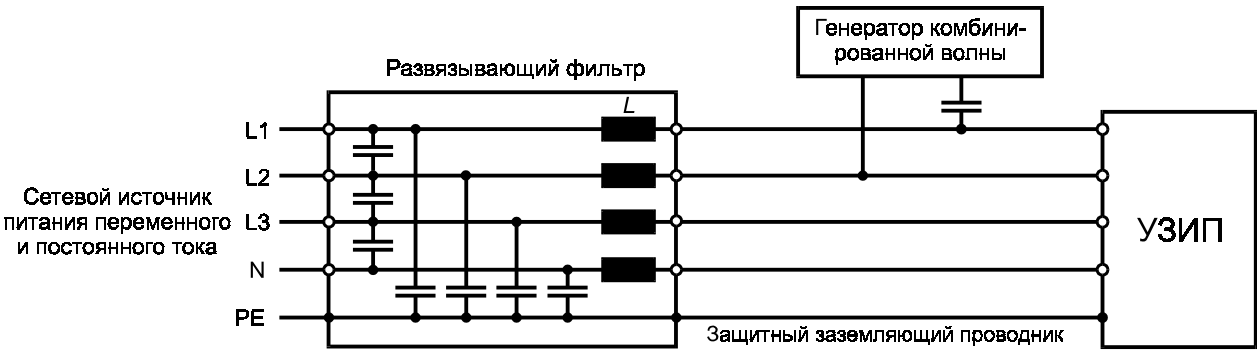 Генератор комбини-
рованной волны
Развязывающий фильтр
L
L1
L2
Сетевой источник
питания переменного
и постоянного тока
L3
N
PE
УЗИП
Защитный заземляющий проводник